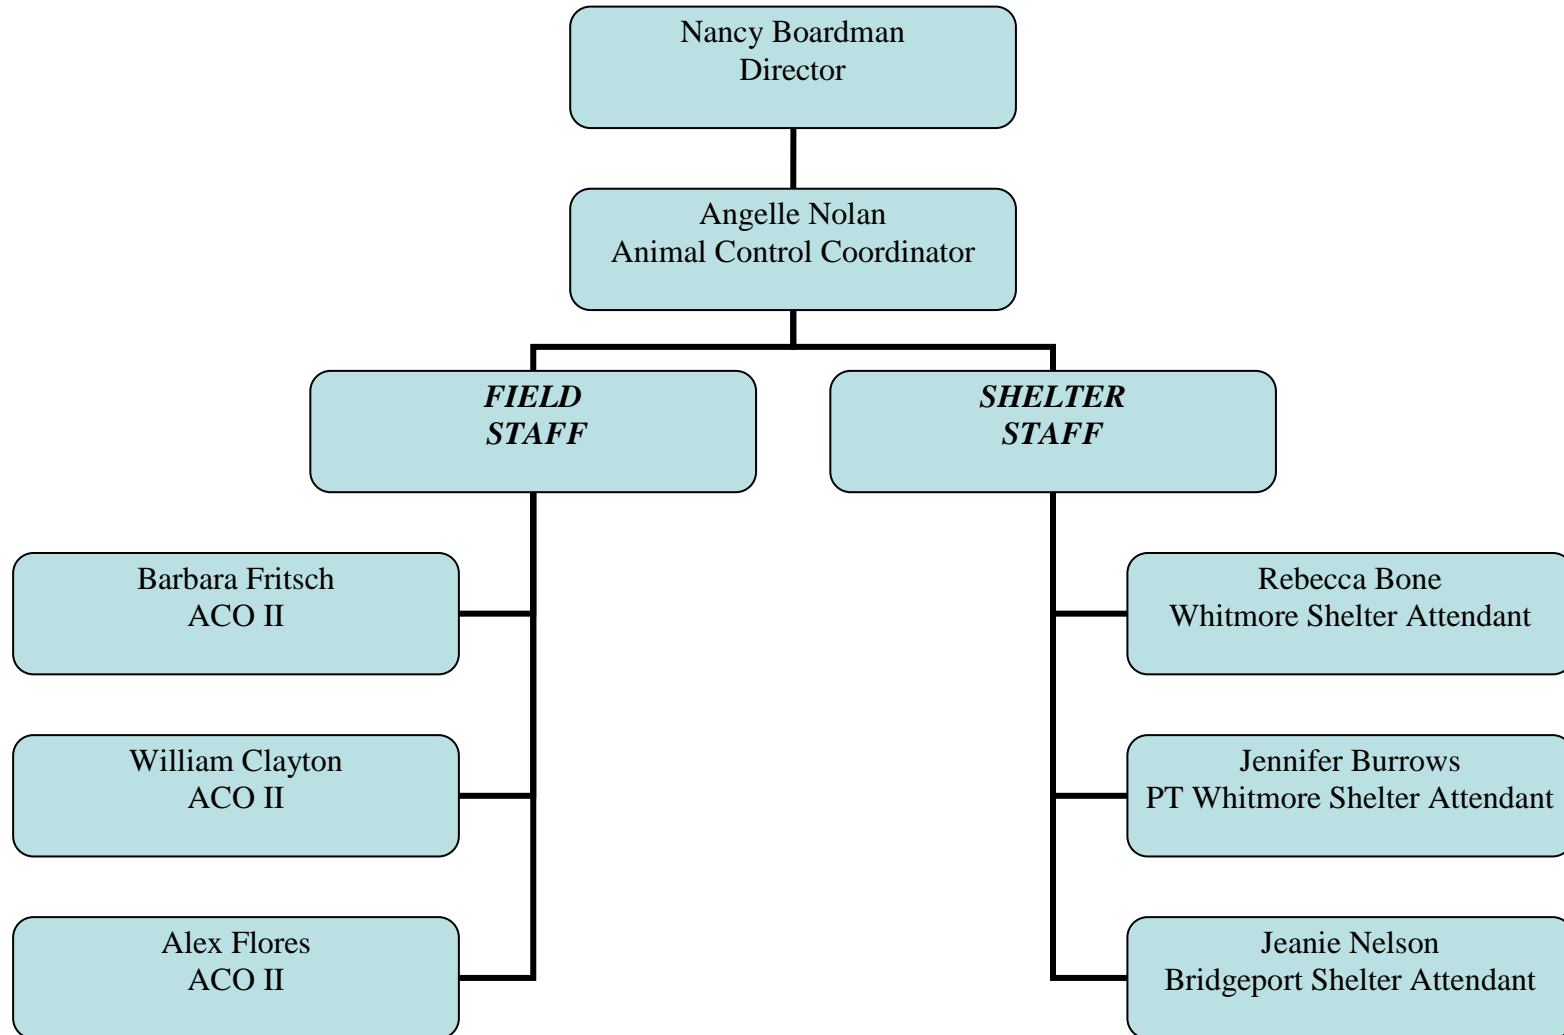 Nancy Boardman
Director
Angelle Nolan
Animal Control Coordinator
FIELD
STAFF
SHELTER
STAFF
Barbara Fritsch
ACO II
Rebecca Bone
Whitmore Shelter Attendant
William Clayton
ACO II
Jennifer Burrows
PT Whitmore Shelter Attendant
Alex Flores
ACO II
Jeanie Nelson
Bridgeport Shelter Attendant